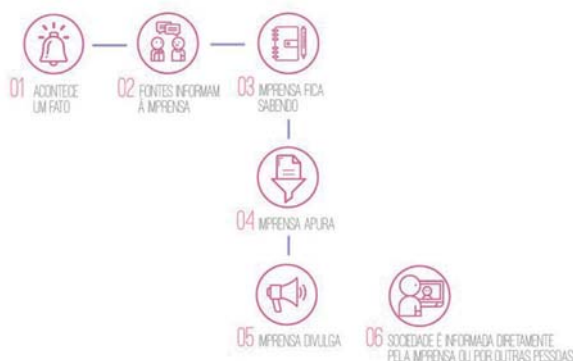 01 ACONTECE
UM FATO
02 FONTES INFORMAM
À IMPRENSA
03 IMPRENSA FICA
SABENDO
04 IMPRENSA APURA
05 IMPRENSA DIVULGA
06 SOCIEDADE É INFORMADA DIRETAMENTE
PELA IMPRENSA OU POR OUTRAS PESSOAS